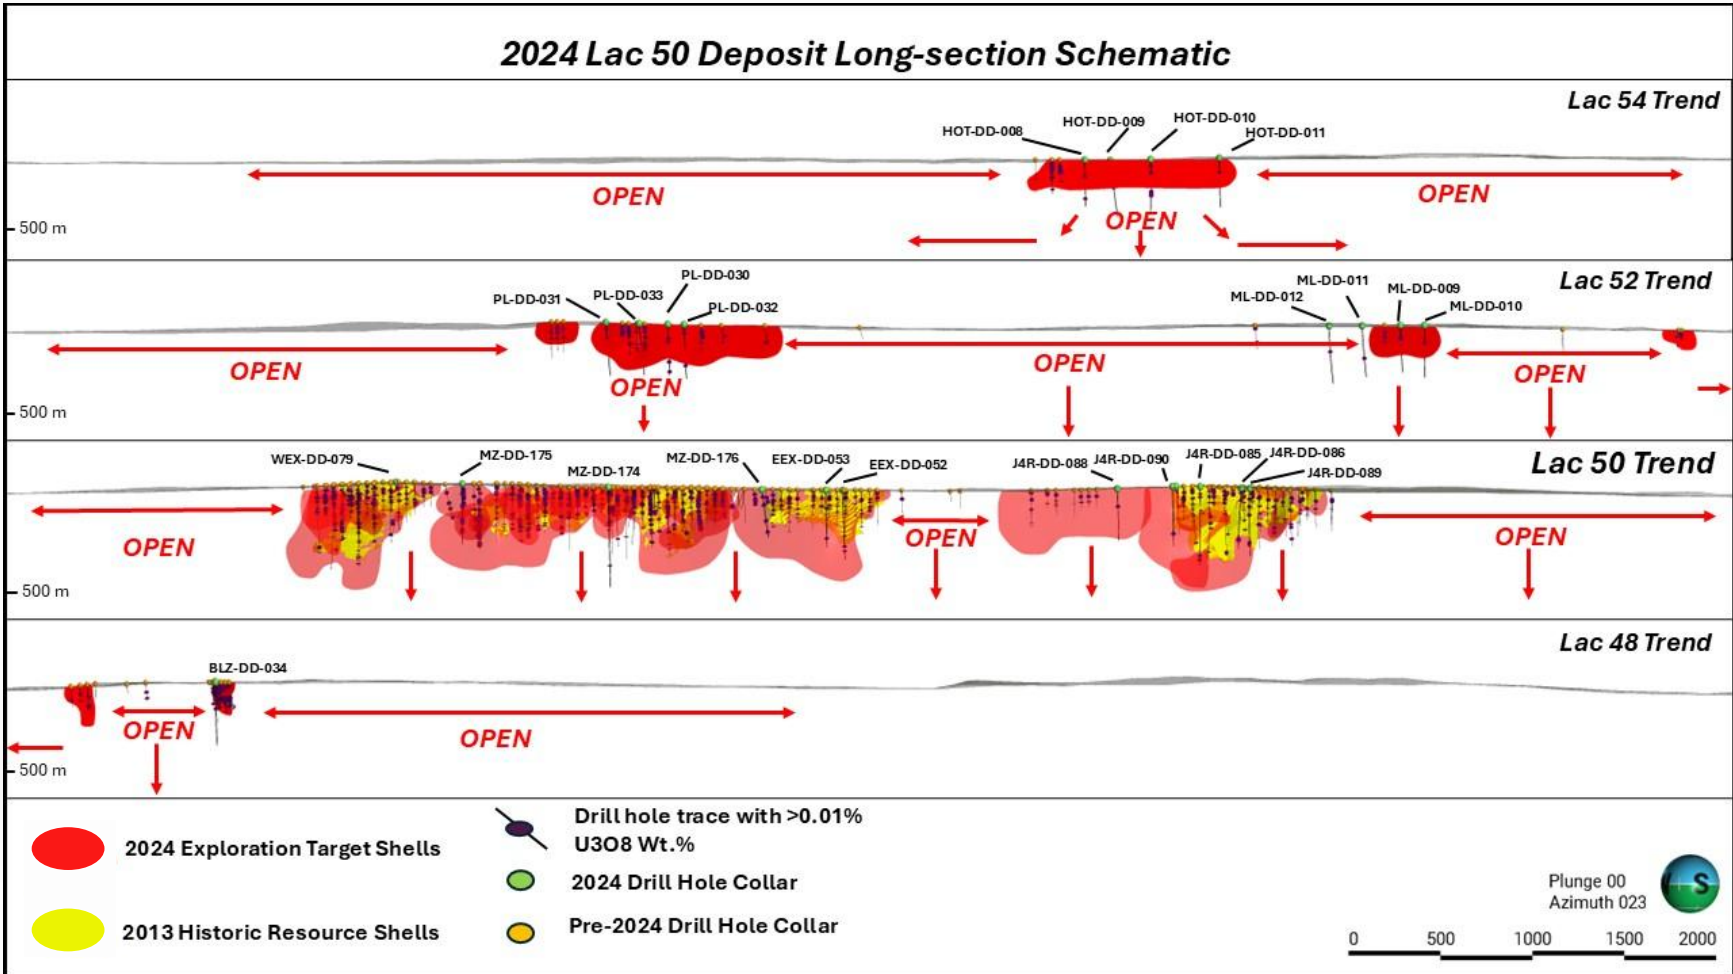 2024 Lac 50 Deposit Long-section Schematic
Lac 54 Trend
HOT-DD-008
HOT-DD-009
HOT-DD-010
HOT-DD-011
OPEN
OPEN
OPEN
500 m
Lac 52 Trend
PL-DD-031
PL-DD-033
PL-DD-030
PL-DD-032
ML-DD-012
ML-DD-011
ML-DD-009
ML-DD-010
OPEN
OPEN
OPEN
OPEN
500 m
Lac 50 Trend
WEX-DD-079
MZ-DD-175
MZ-DD-174
MZ-DD-176
EEX-DD-053
EEX-DD-052
J4R-DD-088
J4R-DD-090
J4R-DD-085
J4R-DD-086
J4R-DD-089
OPEN
OPEN
OPEN
500 m
Lac 48 Trend
BLZ-DD-034
OPEN
OPEN
500 m
2024 Exploration Target Shells
2013 Historic Resource Shells
Drill hole trace with >0.01%
U3O8 Wt.%
2024 Drill Hole Collar
Pre-2024 Drill Hole Collar
Plunge 00
Azimuth 023
S
0 500 1000 1500 2000